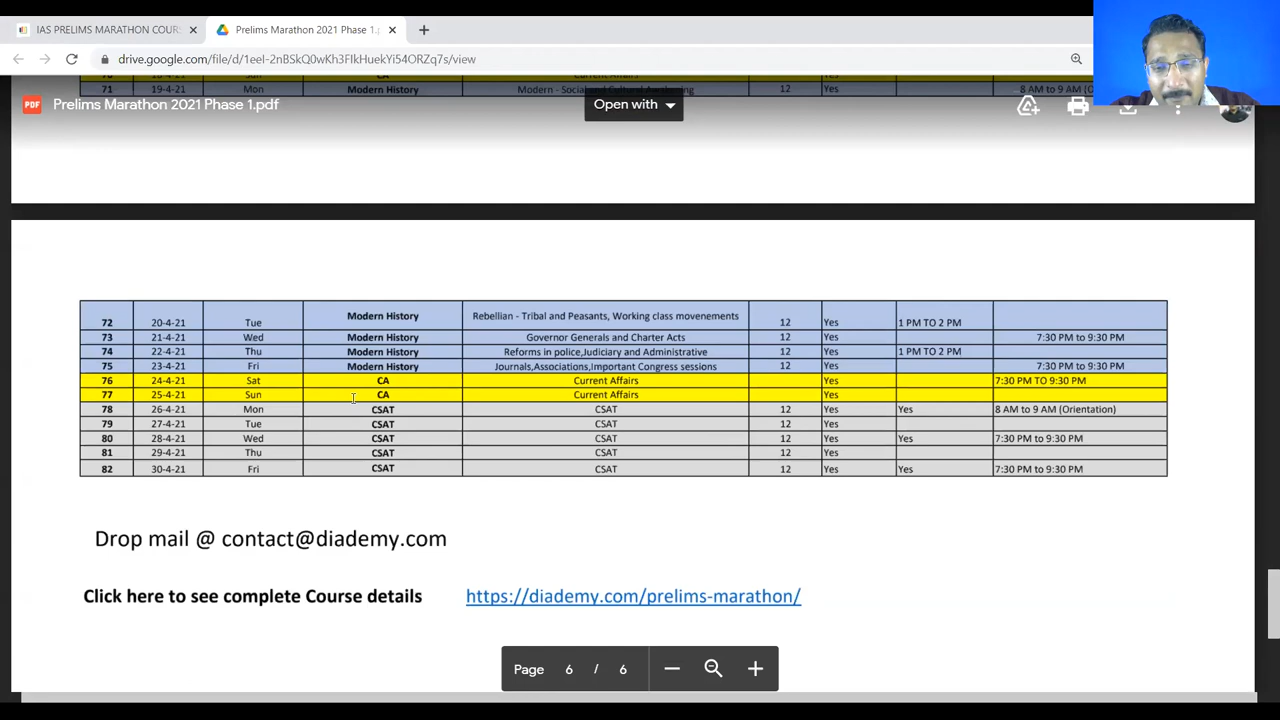 IAS PRELIMS MARATHON COUR
Prelims Marathon 2021 Phase 1.p
drive.google.com/file/d/1eeI-2nBSkQ0wKh3FIkHuekYi54ORZq7s/view
Current Affairs
71 19-4-21 Mon Modern History Modern - Social and Cultural Awakening 12 Yes 8 AM to 9 AM (O
PDF Prelims Marathon 2021 Phase 1.pdf Open with
72 20-4-21 Tue Modern History Rebellian - Tribal and Peasants, Working class movenements 12 Yes 1 PM TO 2 PM
73 21-4-21 Wed Modern History Governor Generals and Charter Acts 12 Yes 7:30 PM to 9:30 PM
74 22-4-21 Thu Modern History Reforms in police,Judiciary and Administrative 12 Yes 1 PM TO 2 PM
75 23-4-21 Fri Modern History Journals,Associations,Important Congress sessions 12 Yes 7:30 PM to 9:30 PM
76 24-4-21 Sat CA Current Affairs Yes 7:30 PM TO 9:30 PM
77 25-4-21 Sun CA Current Affairs Yes
78 26-4-21 Mon CSAT CSAT 12 Yes Yes 8 AM to 9 AM (Orientation)
79 27-4-21 Tue CSAT CSAT 12 Yes
80 28-4-21 Wed CSAT CSAT 12 Yes Yes 7:30 PM to 9:30 PM
81 29-4-21 Thu CSAT CSAT 12 Yes
82 30-4-21 Fri CSAT CSAT 12 Yes Yes 7:30 PM to 9:30 PM
Drop mail @ contact@diademy.com
Click here to see complete Course details https://diademy.com/prelims-marathon/
Page 6 / 6